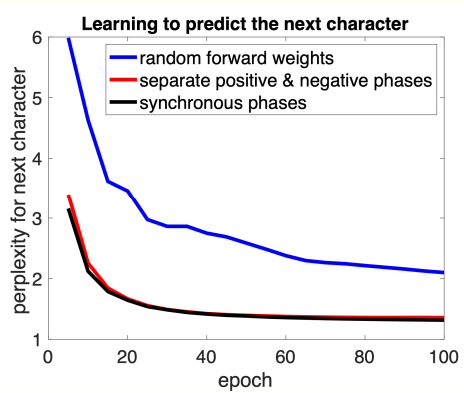 Learning to predict the next character
perplexity for next character
6
5
4
3
2
1
random forward weights
separate positive & negative phases
synchronous phases
0 20 40 60 80 100
epoch